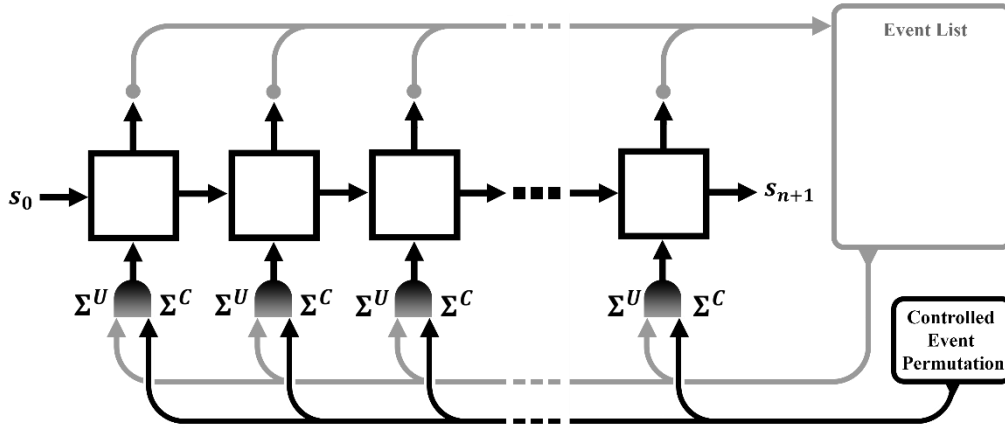 Event List
s₀
sₙ₊₁
Σᵁ Σᶜ Σᵁ Σᶜ Σᵁ Σᶜ Σᵁ Σᶜ
Controlled
Event
Permutation